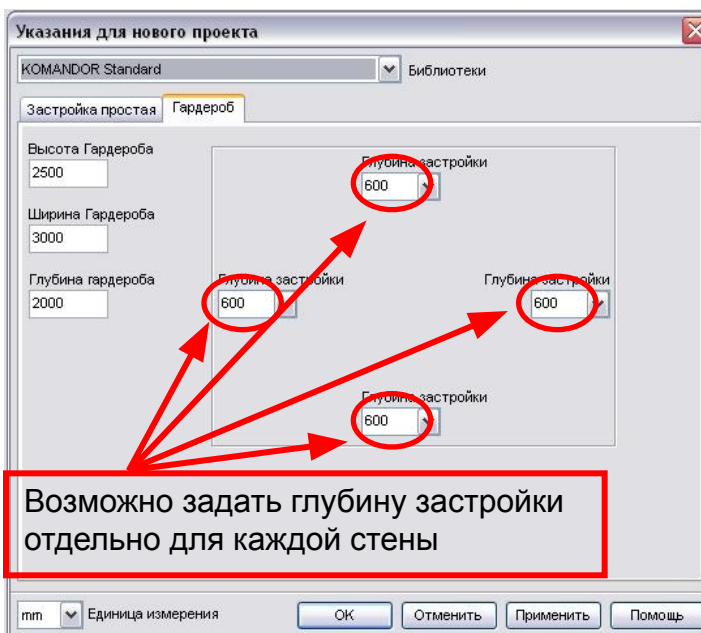 Указания для нового проекта
KOMANDOR Standard
Библиотеки
Застройка простая
Гардероб
Высота Гардероба
2500
Глубина застройки
600
Ширина Гардероба
3000
Глубина гардероба
2000
Глубина застройки
600
Глубина застройки
600
Глубина застройки
600
Возможно задать глубину застройки
отдельно для каждой стены
mm
Единица измерения
ОК
Отменить
Применить
Помощь